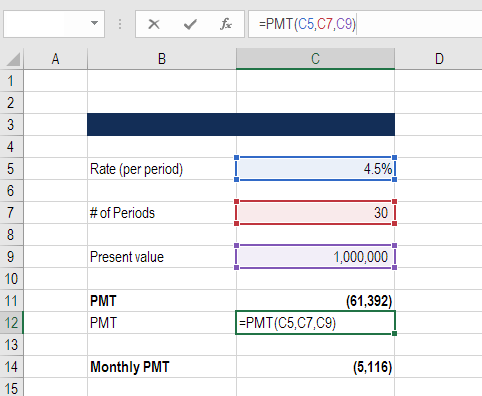 fx =PMT(C5,C7,C9)
A B C D
1
2
3
4
5 Rate (per period) 4.5%
6
7 # of Periods 30
8
9 Present value 1,000,000
10
11 PMT (61,392)
12 PMT =PMT(C5,C7,C9)
13
14 Monthly PMT (5,116)
15